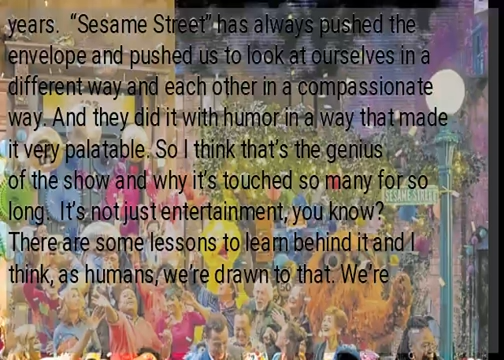 years.  “Sesame Street” has always pushed the
envelope and pushed us to look at ourselves in a
different way and each other in a compassionate
way. And they did it with humor in a way that made
it very palatable. So I think that’s the genius
of the show and why it’s touched so many for so
long.  It’s not just entertainment, you know?
There are some lessons to learn behind it and I
think, as humans, we’re drawn to that. We’re
SESAME STREET